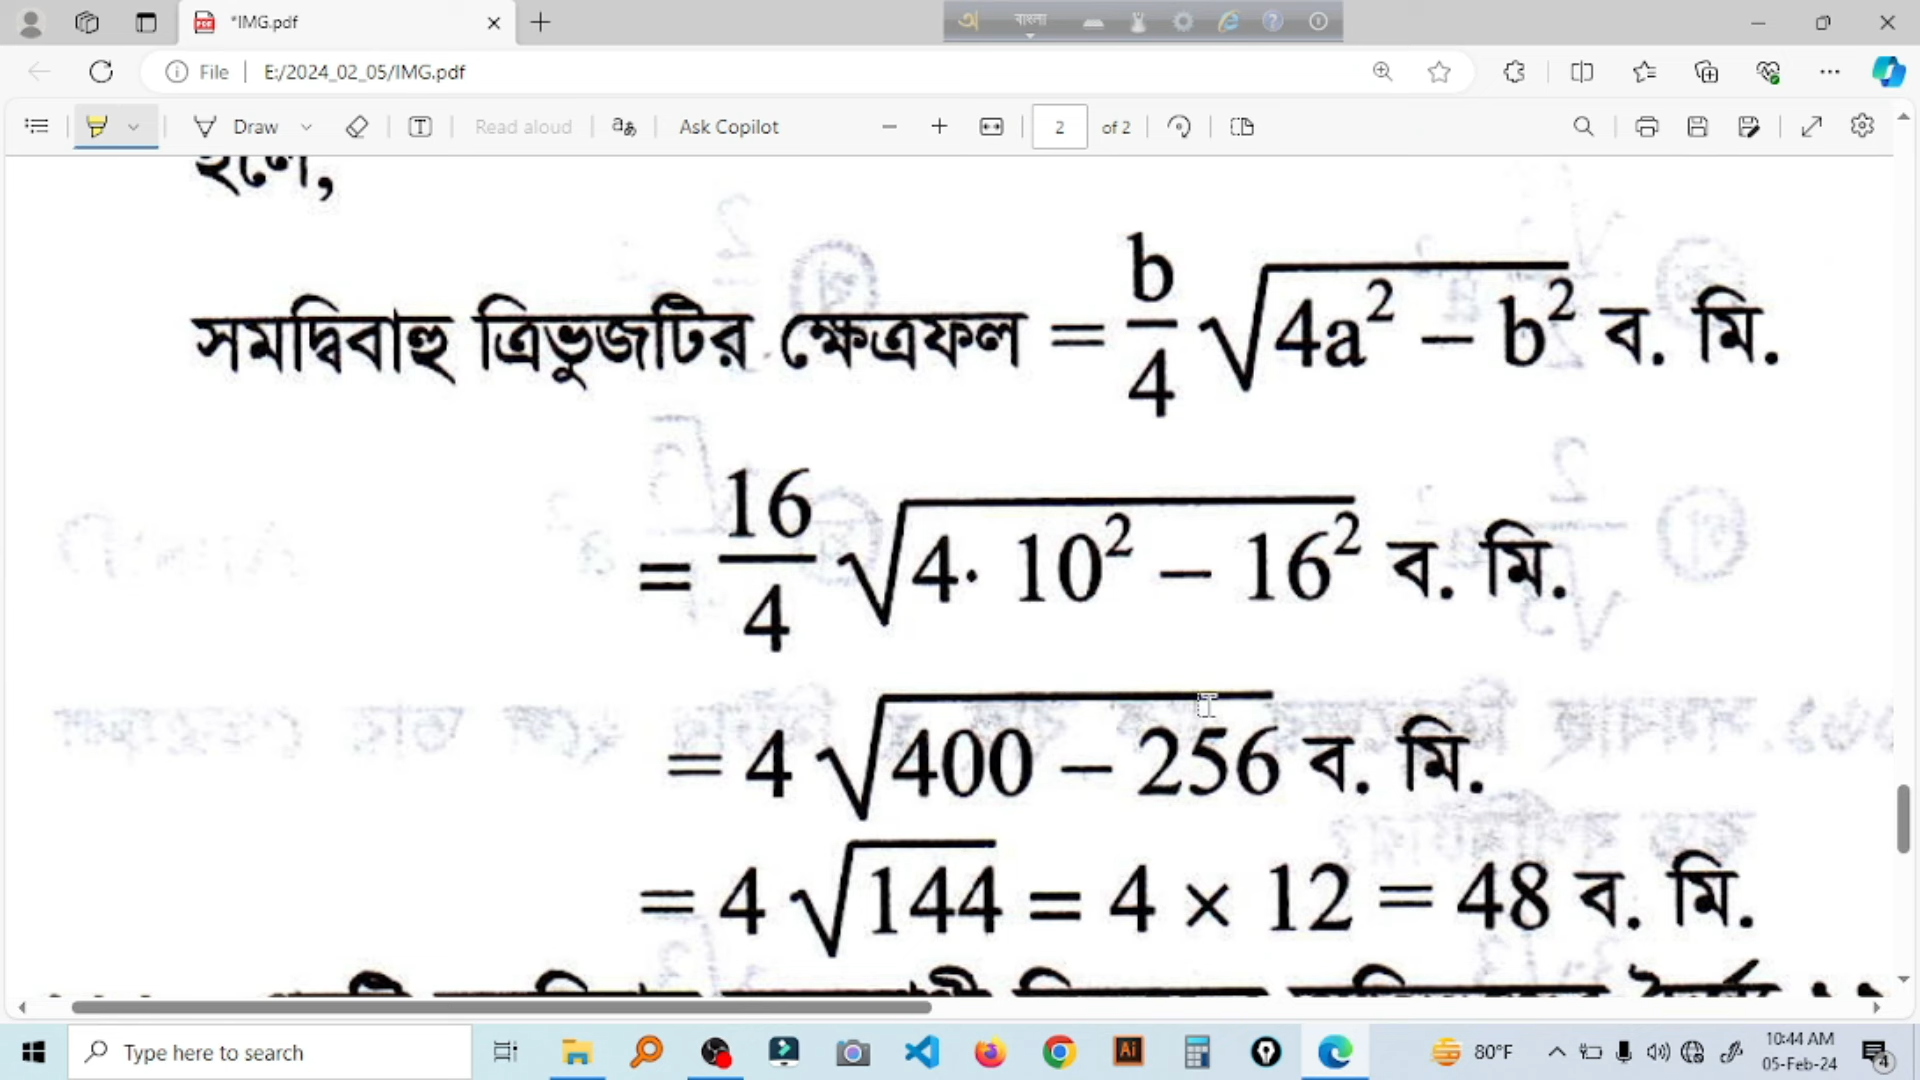 *IMG.pdf
বাংলা
File E:/2024_02_05/IMG.pdf
Draw Read aloud Ask Copilot 2 of 2
হলে,
সমদ্বিবাহু ত্রিভুজটির ক্ষেত্রফল = b/4 √(4a² − b²) ব. মি.
= 16/4 √(4· 10² − 16²) ব. মি.
= 4 √(400 − 256) ব. মি.
= 4 √144 = 4 × 12 = 48 ব. মি.
Type here to search
80°F
10:44 AM
05-Feb-24
4